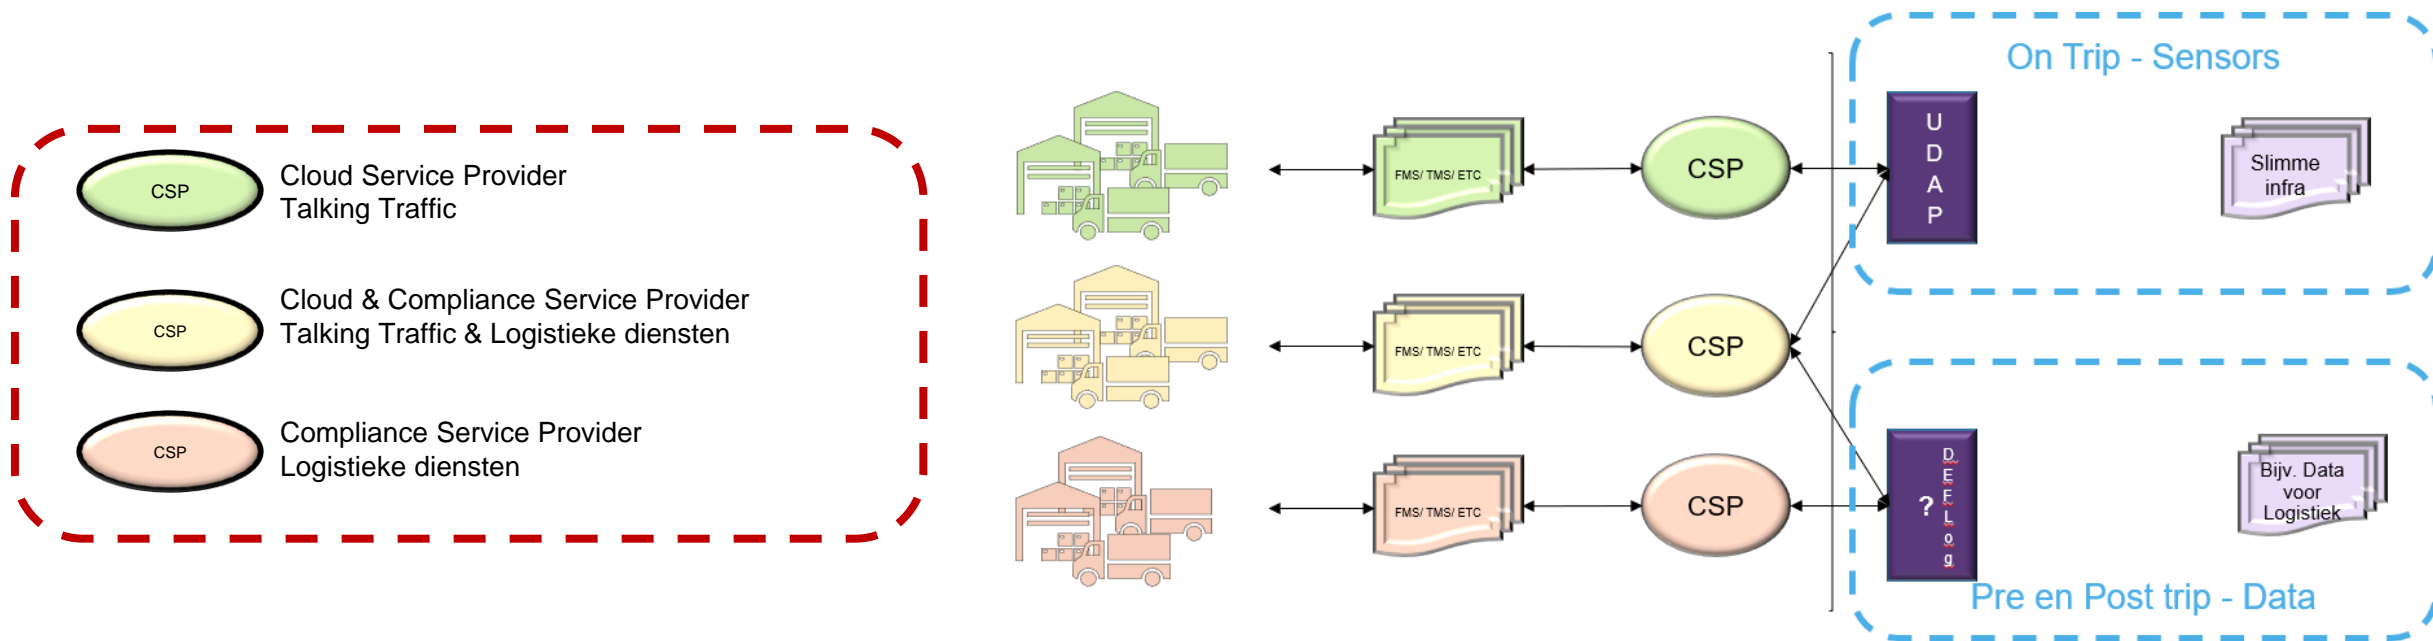 CSP
Cloud Service Provider
Talking Traffic
CSP
Cloud & Compliance Service Provider
Talking Traffic & Logistieke diensten
CSP
Compliance Service Provider
Logistieke diensten
FMS/ TMS/ ETC
CSP
FMS/ TMS/ ETC
CSP
FMS/ TMS/ ETC
CSP
On Trip - Sensors
U
D
A
P
Slimme
infra
?
D
E
F
L
o
g
Bijv. Data
voor
Logistiek
Pre en Post trip - Data